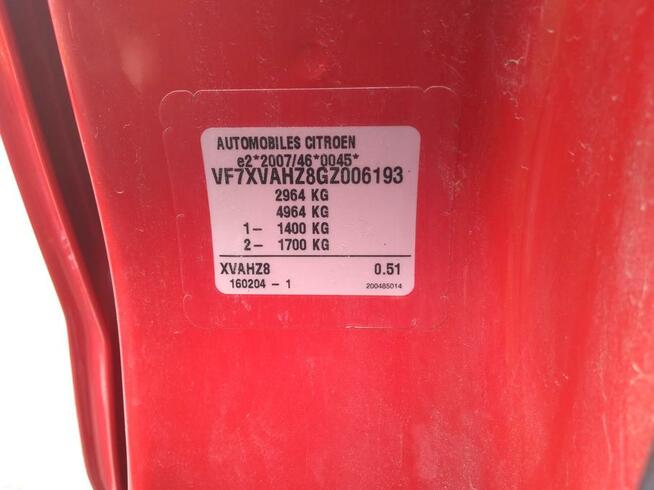 AUTOMOBILES CITROEN
e2*2007/46*0045*
VF7XVAHZ8GZ006193
2964 KG
4964 KG
1- 1400 KG
2- 1700 KG
XVAHZ8 0.51
160204 - 1 200485014